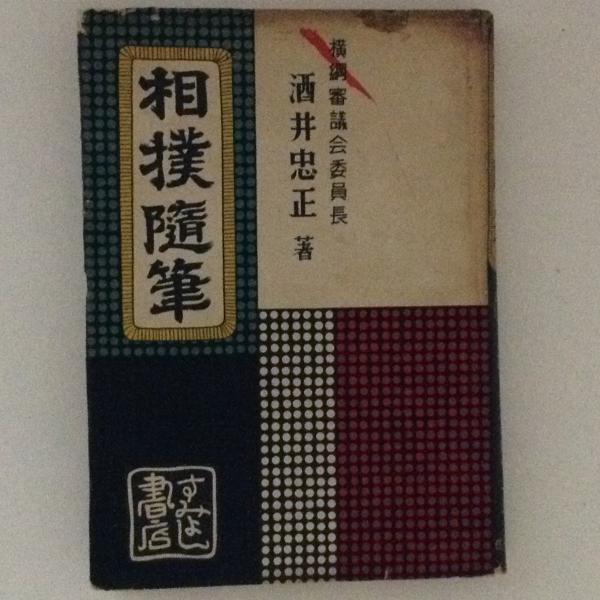 横綱審議会委員長
酒井忠正 著
相撲随筆
すみよし
書店